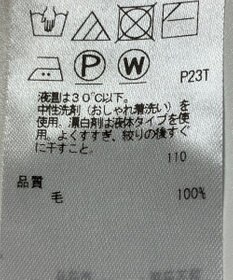 P W P23T
液温は30℃以下。
中性洗剤(おしゃれ着洗い)を
使用。漂白剤は液体タイプを使
用。よくすすぎ、絞りの後すぐ
に干すこと。
110
品質
毛 100%